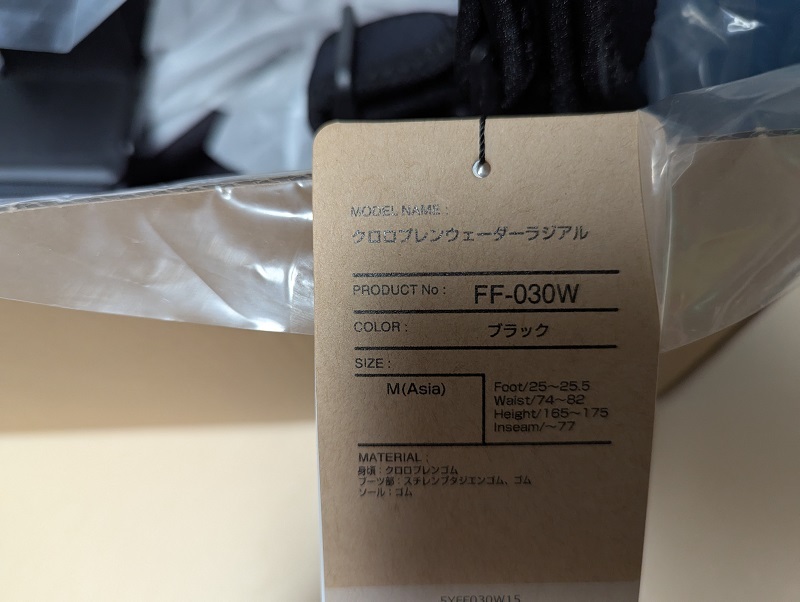 MODEL NAME :
クロロプレンウェーダーラジアル
PRODUCT No : FF-030W
COLOR : ブラック
SIZE :
M(Asia)
Foot/25～25.5
Waist/74～82
Height/165～175
Inseam/～77
MATERIAL :
身頃：クロロプレンゴム
ブーツ部：スチレンブタジエンゴム、ゴム
ソール：ゴム
SYFF030W15